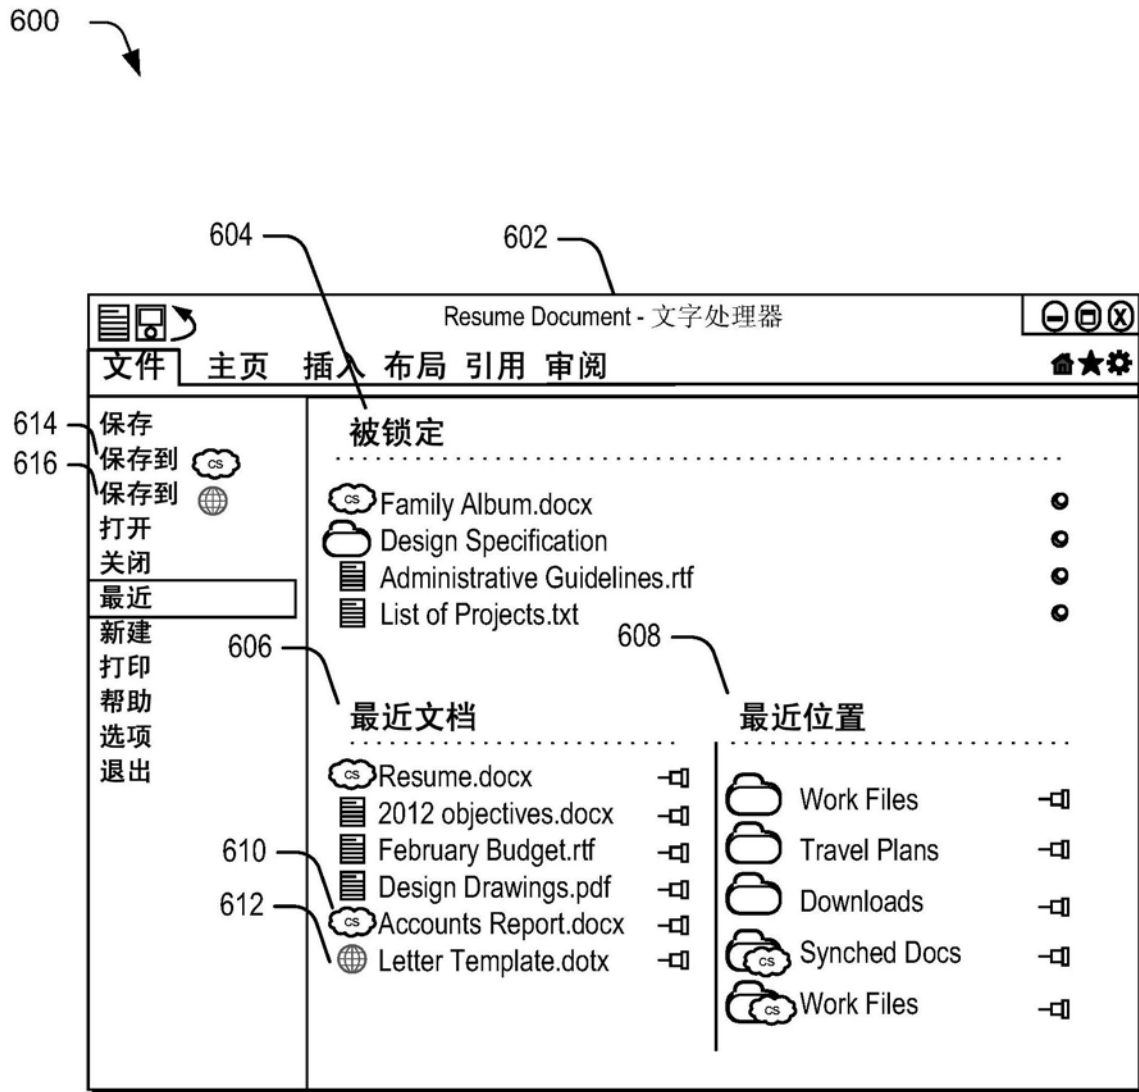 600
604
602
Resume Document - 文字处理器
文件 主页 插入 布局 引用 审阅
614
616
保存
保存到 CS
保存到
打开
关闭
最近
新建
打印
帮助
选项
退出
被锁定
CS Family Album.docx
Design Specification
Administrative Guidelines.rtf
List of Projects.txt
606
608
最近文档
CS Resume.docx
2012 objectives.docx
February Budget.rtf
Design Drawings.pdf
610
CS Accounts Report.docx
612
Letter Template.dotx
最近位置
Work Files
Travel Plans
Downloads
CS Synched Docs
CS Work Files